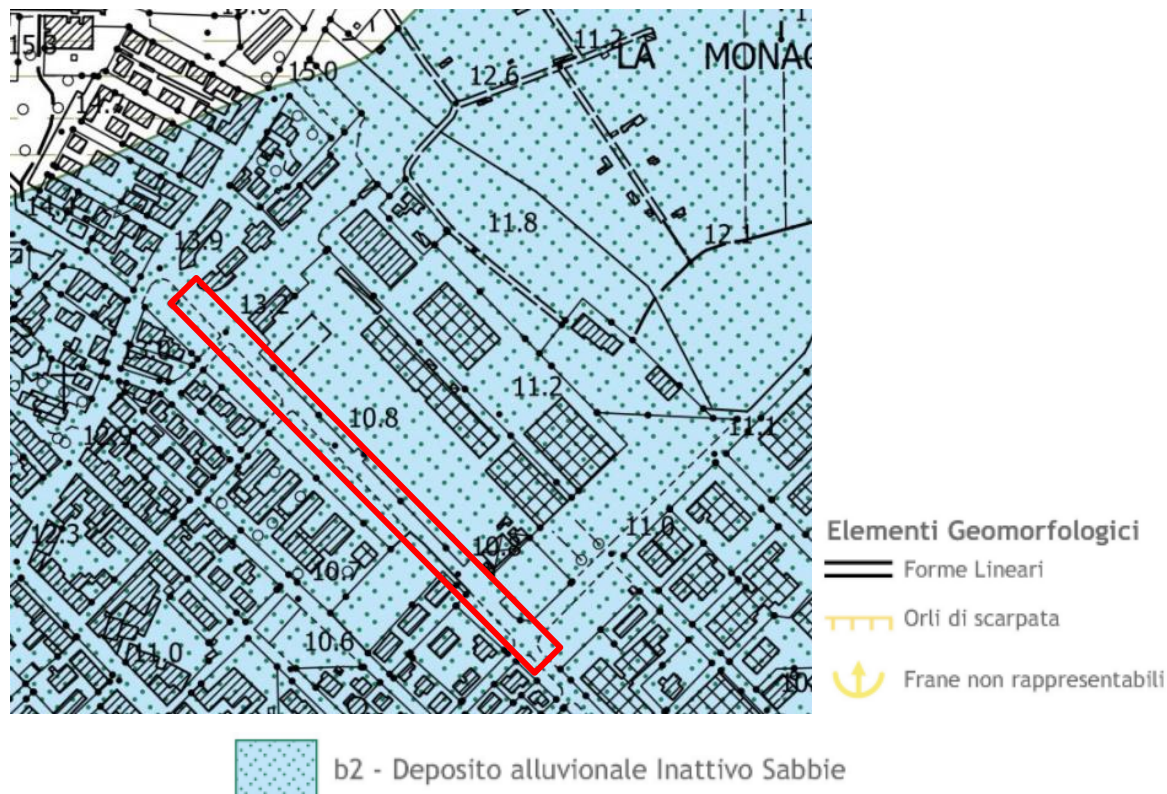 11.2
LA MONAC
15.0
12.6
11.8
12.1
13.9
13.2
11.2
10.8
11.1
12.9
12.3
10.8
11.0
10.7
10.6
11.0
Elementi Geomorfologici
Forme Lineari
Orli di scarpata
Frane non rappresentabili
b2 - Deposito alluvionale Inattivo Sabbie